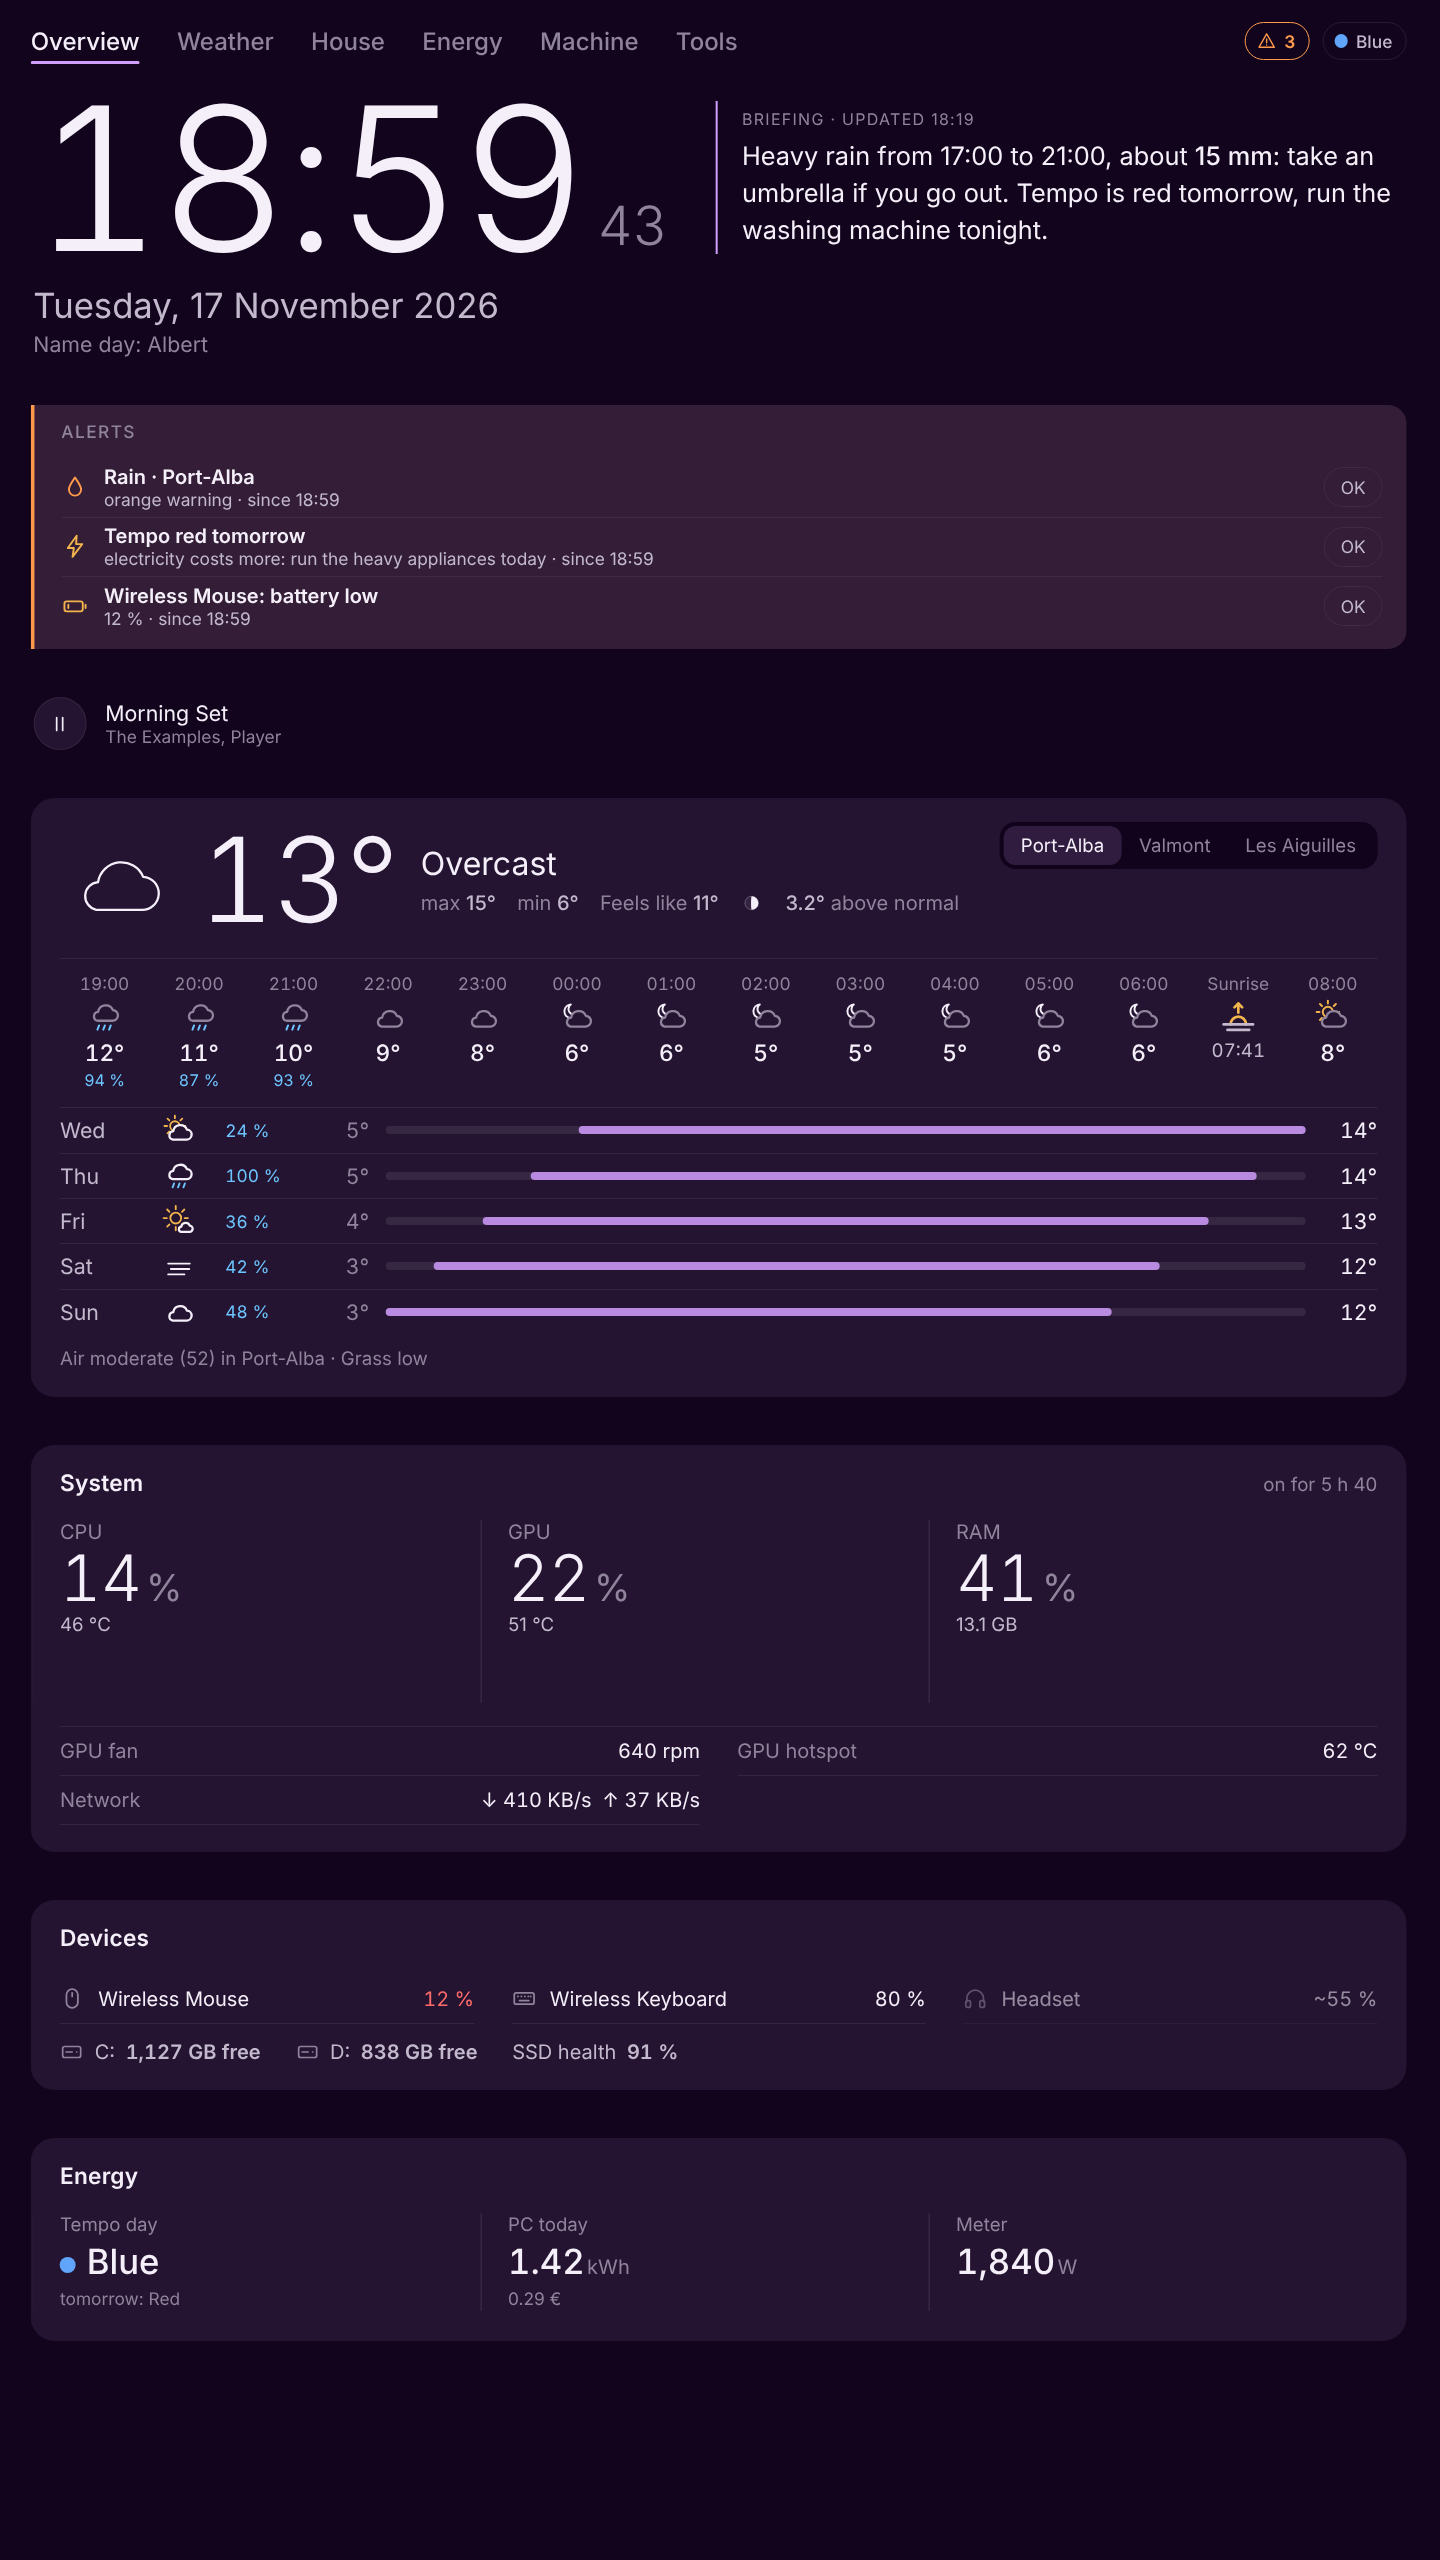 Overview Weather House Energy Machine Tools 3 Blue
18:59 43
BRIEFING · UPDATED 18:19
Heavy rain from 17:00 to 21:00, about 15 mm: take an
umbrella if you go out. Tempo is red tomorrow, run the
washing machine tonight.
Tuesday, 17 November 2026
Name day: Albert
ALERTS
Rain · Port-Alba
orange warning · since 18:59
OK
Tempo red tomorrow
electricity costs more: run the heavy appliances today · since 18:59
OK
Wireless Mouse: battery low
12 % · since 18:59
OK
Morning Set
The Examples, Player
13° Overcast
max 15° min 6° Feels like 11° 3.2° above normal
Port-Alba Valmont Les Aiguilles
19:00 20:00 21:00 22:00 23:00 00:00 01:00 02:00 03:00 04:00 05:00 06:00 Sunrise 08:00
12° 11° 10° 9° 8° 6° 6° 5° 5° 5° 6° 6° 07:41 8°
94 % 87 % 93 %
Wed 24 % 5° 14°
Thu 100 % 5° 14°
Fri 36 % 4° 13°
Sat 42 % 3° 12°
Sun 48 % 3° 12°
Air moderate (52) in Port-Alba · Grass low
System on for 5 h 40
CPU GPU RAM
14 % 22 % 41 %
46 °C 51 °C 13.1 GB
GPU fan 640 rpm GPU hotspot 62 °C
Network ↓ 410 KB/s ↑ 37 KB/s
Devices
Wireless Mouse 12 % Wireless Keyboard 80 % Headset ~55 %
C: 1,127 GB free D: 838 GB free SSD health 91 %
Energy
Tempo day PC today Meter
Blue 1.42 kWh 1,840 W
tomorrow: Red 0.29 €